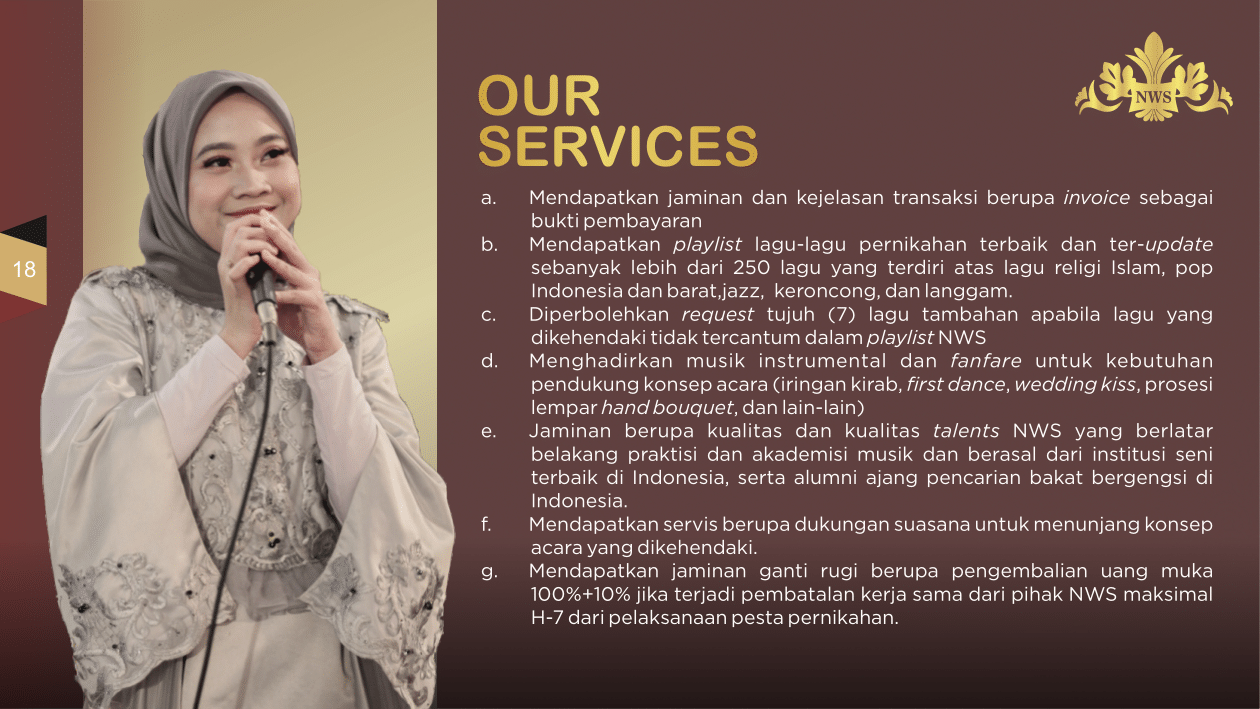 18
OUR
SERVICES
NWS
a. Mendapatkan jaminan dan kejelasan transaksi berupa invoice sebagai
bukti pembayaran
b. Mendapatkan playlist lagu-lagu pernikahan terbaik dan ter-update
sebanyak lebih dari 250 lagu yang terdiri atas lagu religi Islam, pop
Indonesia dan barat,jazz, keroncong, dan langgam.
c. Diperbolehkan request tujuh (7) lagu tambahan apabila lagu yang
dikehendaki tidak tercantum dalam playlist NWS
d. Menghadirkan musik instrumental dan fanfare untuk kebutuhan
pendukung konsep acara (iringan kirab, first dance, wedding kiss, prosesi
lempar hand bouquet, dan lain-lain)
e. Jaminan berupa kualitas dan kualitas talents NWS yang berlatar
belakang praktisi dan akademisi musik dan berasal dari institusi seni
terbaik di Indonesia, serta alumni ajang pencarian bakat bergengsi di
Indonesia.
f. Mendapatkan servis berupa dukungan suasana untuk menunjang konsep
acara yang dikehendaki.
g. Mendapatkan jaminan ganti rugi berupa pengembalian uang muka
100%+10% jika terjadi pembatalan kerja sama dari pihak NWS maksimal
H-7 dari pelaksanaan pesta pernikahan.